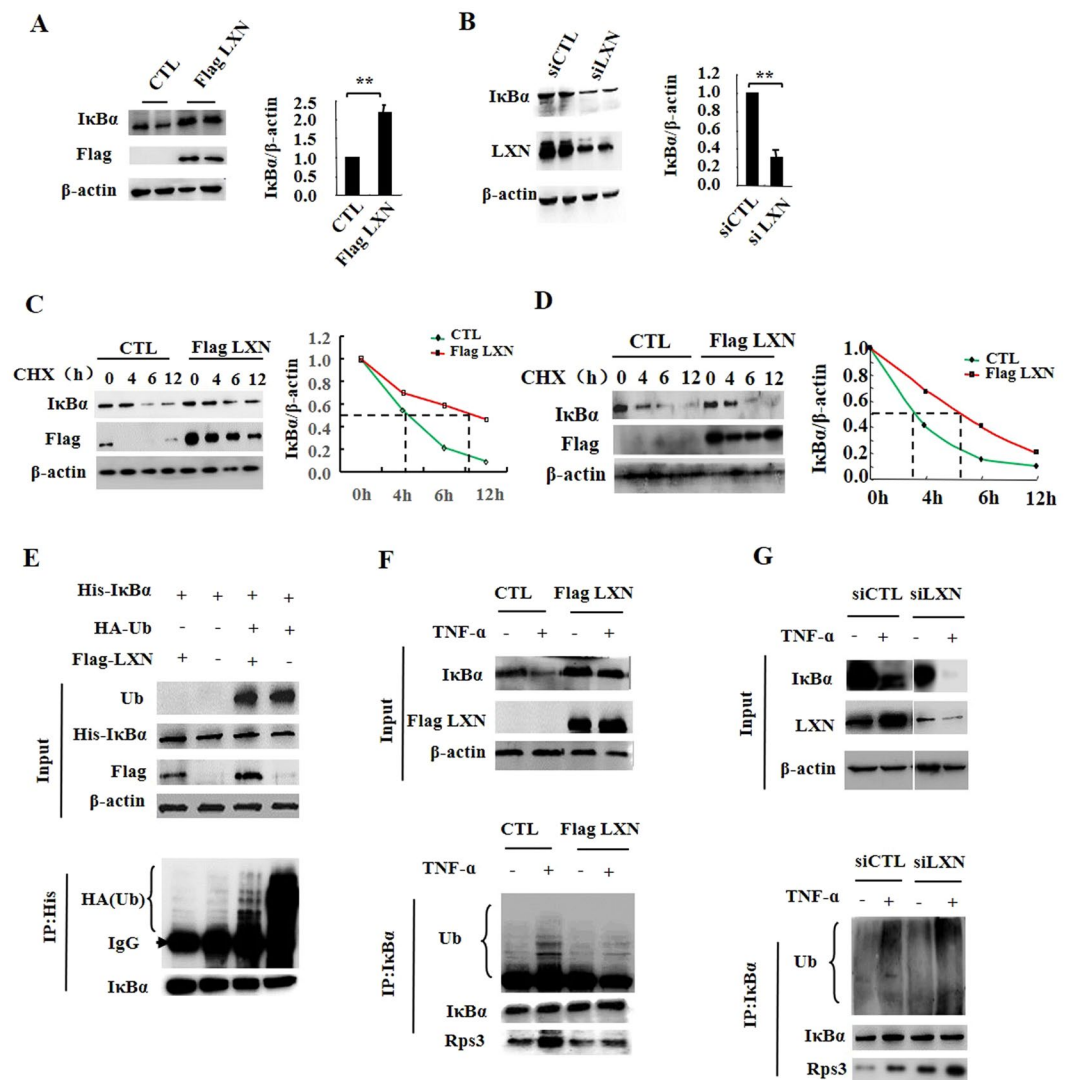 A
CTL
Flag LXN
IκBα
Flag
β-actin
IκBα/β-actin
2.5
2.0
1.5
1.0
0.5
0.0
**
CTL
Flag LXN
B
siCTL
siLXN
IκBα
LXN
β-actin
IκBα/β-actin
1.2
1.0
0.8
0.6
0.4
0.2
0.0
**
siCTL
si LXN
C
CTL Flag LXN
CHX (h) 0 4 6 12 0 4 6 12
IκBα
Flag
β-actin
IκBα/β-actin
1.2
1.0
0.8
0.6
0.4
0.2
0.0
0h 4h 6h 12h
CTL
Flag LXN
D
CTL Flag LXN
CHX (h) 0 4 6 12 0 4 6 12
IκBα
Flag
β-actin
IκBα/β-actin
1.0
0.8
0.6
0.4
0.2
0.0
0h 4h 6h 12h
CTL
Flag LXN
E
His-IκBα + + + +
HA-Ub - - + +
Flag-LXN + - + -
Input
Ub
His-IκBα
Flag
β-actin
IP:His
HA(Ub)
IgG
IκBα
F
CTL Flag LXN
TNF-α - + - +
Input
IκBα
Flag LXN
β-actin
CTL Flag LXN
TNF-α - + - +
IP:IκBα
Ub
IκBα
Rps3
G
siCTL siLXN
TNF-α - + - +
Input
IκBα
LXN
β-actin
siCTL siLXN
TNF-α - + - +
IP:IκBα
Ub
IκBα
Rps3